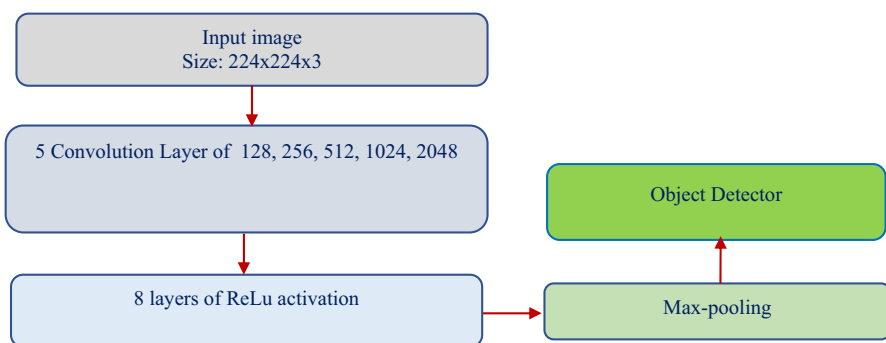 Input image
Size: 224x224x3
5 Convolution Layer of 128, 256, 512, 1024, 2048
8 layers of ReLu activation
Max-pooling
Object Detector